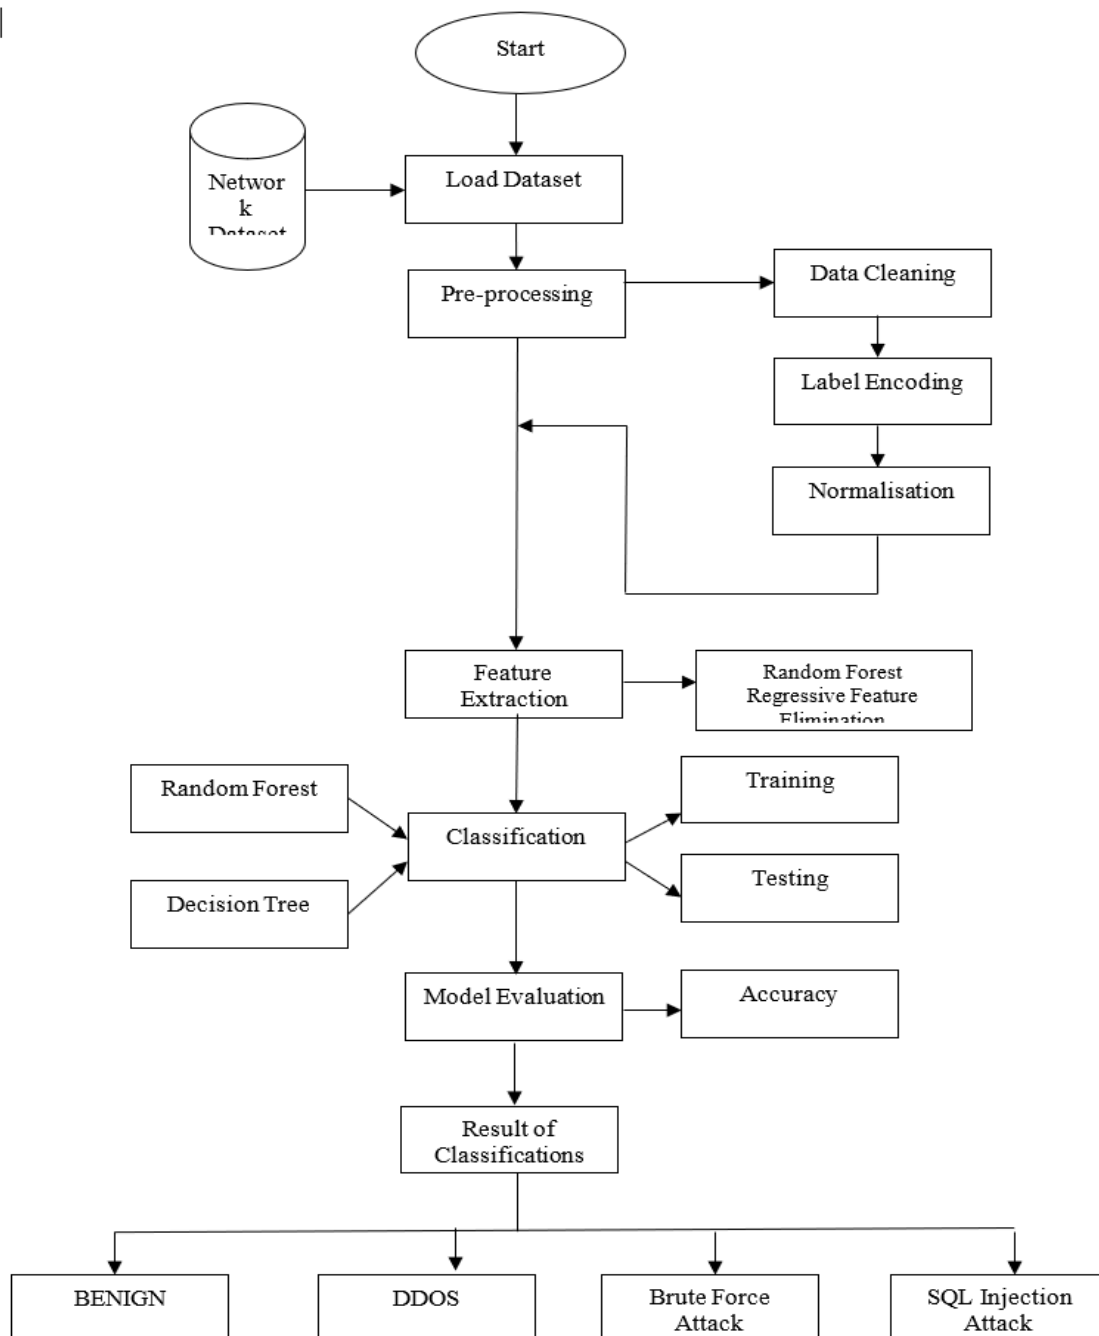 Start
Networ
k
Dataset
Load Dataset
Pre-processing
Data Cleaning
Label Encoding
Normalisation
Feature
Extraction
Random Forest
Regressive Feature
Elimination
Random Forest
Decision Tree
Classification
Training
Testing
Model Evaluation
Accuracy
Result of
Classifications
BENIGN
DDOS
Brute Force
Attack
SQL Injection
Attack